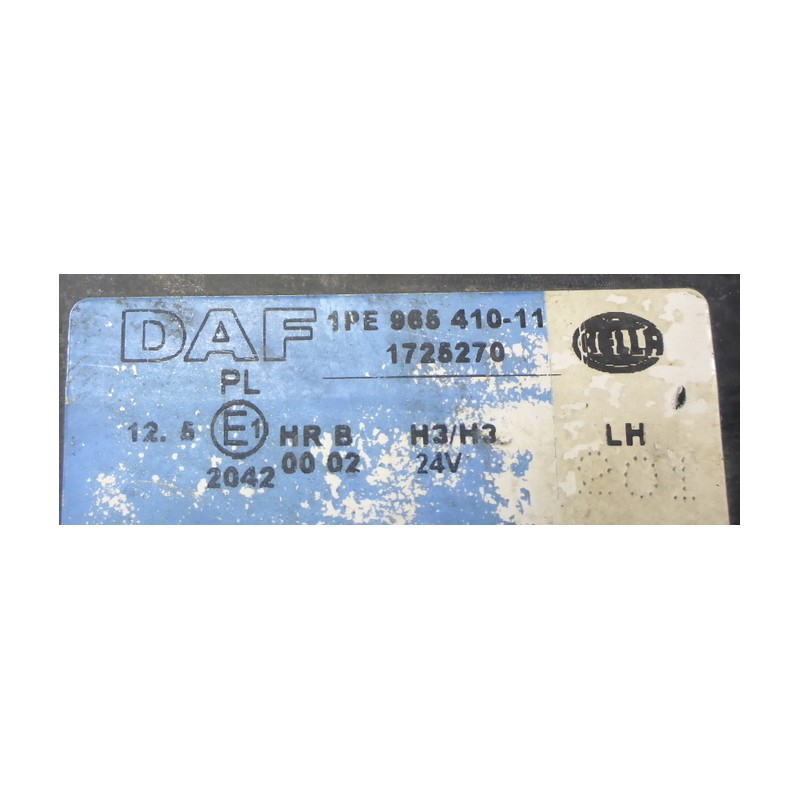 DAF 1PE 965 410-11
1725270
HELLA
PL
12. 5 E1 HR B H3/H3 LH
2042 00 02 24V
201